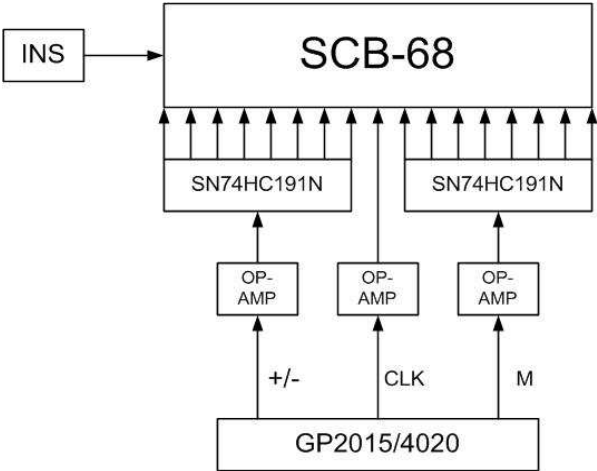 INS
SCB-68
SN74HC191N
SN74HC191N
OP-
AMP
OP-
AMP
OP-
AMP
+/-
CLK
M
GP2015/4020